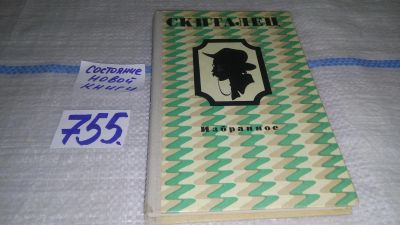 СКИТАЛЕЦ
Избранное
СОСТОЯНИЕ
НОВОЙ
КНИГИ
755.